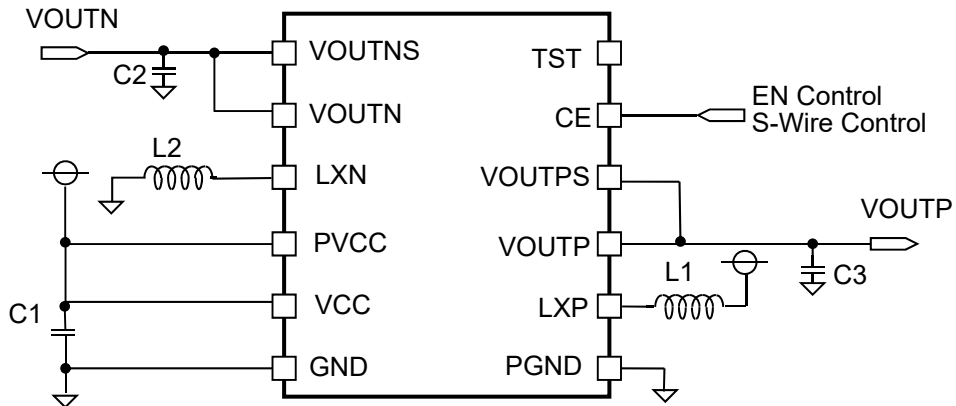 VOUTN
C2
VOUTNS
VOUTN
L2
LXN
PVCC
C1
VCC
GND
TST
CE
EN Control
S-Wire Control
VOUTPS
VOUTP
VOUTP
L1
C3
LXP
PGND